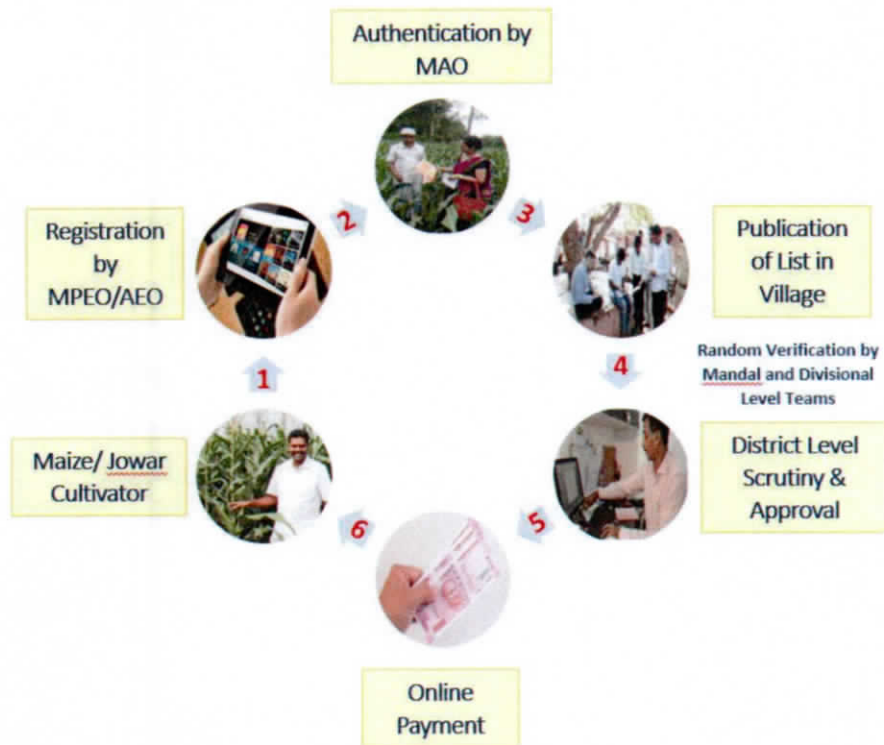 Authentication by
MAO
2
3
Registration
by
MPEO/AEO
Publication
of List in
Village
Random Verification by
Mandal and Divisional
Level Teams
1
4
Maize/ Jowar
Cultivator
District Level
Scrutiny &
Approval
6
5
Online
Payment